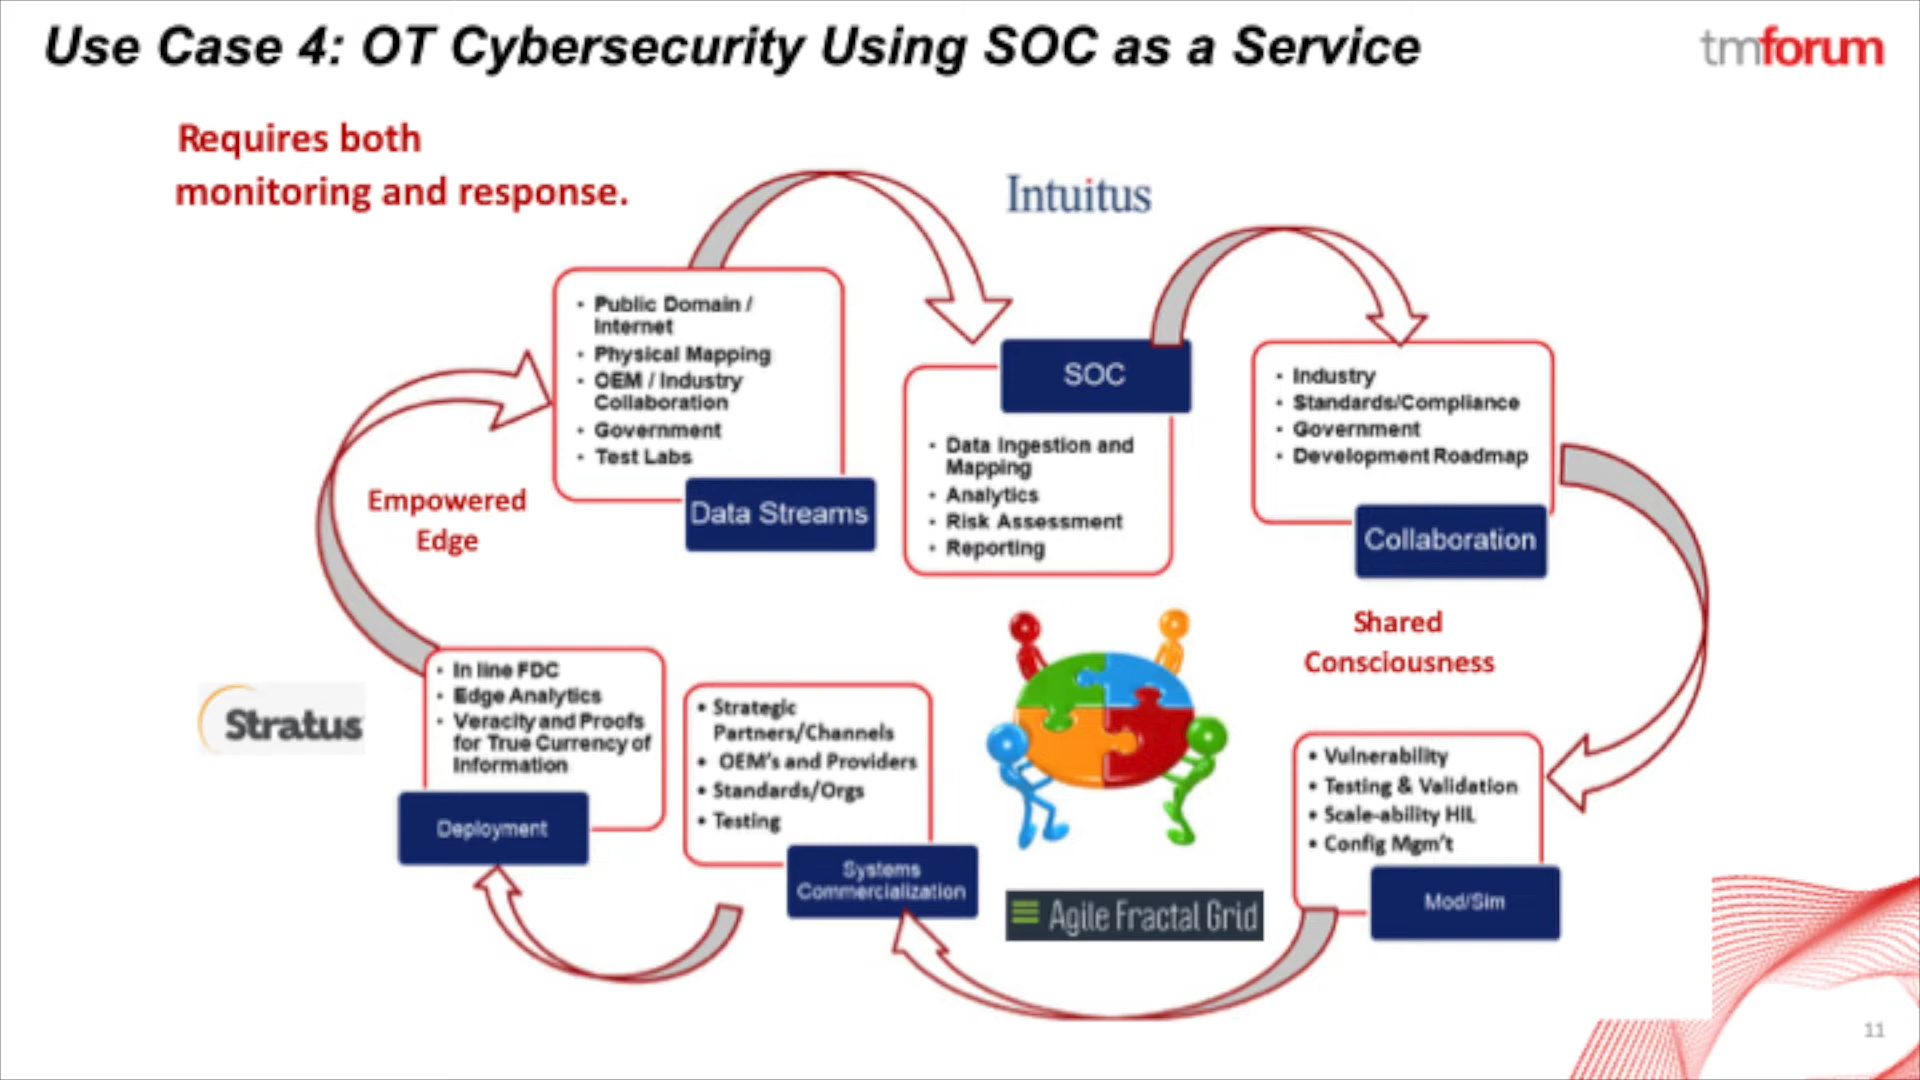 Use Case 4: OT Cybersecurity Using SOC as a Service
tmforum
Requires both
monitoring and response.
Intuitus
• Public Domain /
Internet
• Physical Mapping
• OEM / Industry
Collaboration
• Government
• Test Labs
Data Streams
SOC
• Data Ingestion and
Mapping
• Analytics
• Risk Assessment
• Reporting
• Industry
• Standards/Compliance
• Government
• Development Roadmap
Collaboration
Empowered
Edge
Shared
Consciousness
Stratus
• In line FDC
• Edge Analytics
• Veracity and Proofs
for True Currency of
Information
Deployment
• Strategic
Partners/Channels
• OEM's and Providers
• Standards/Orgs
• Testing
Systems
Commercialization
Agile Fractal Grid
• Vulnerability
• Testing & Validation
• Scale-ability HIL
• Config Mgm't
Mod/Sim
11